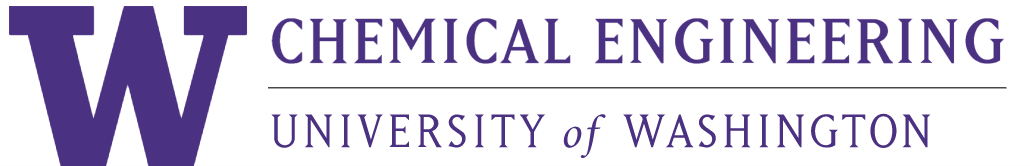 W
CHEMICAL ENGINEERING
UNIVERSITY of WASHINGTON